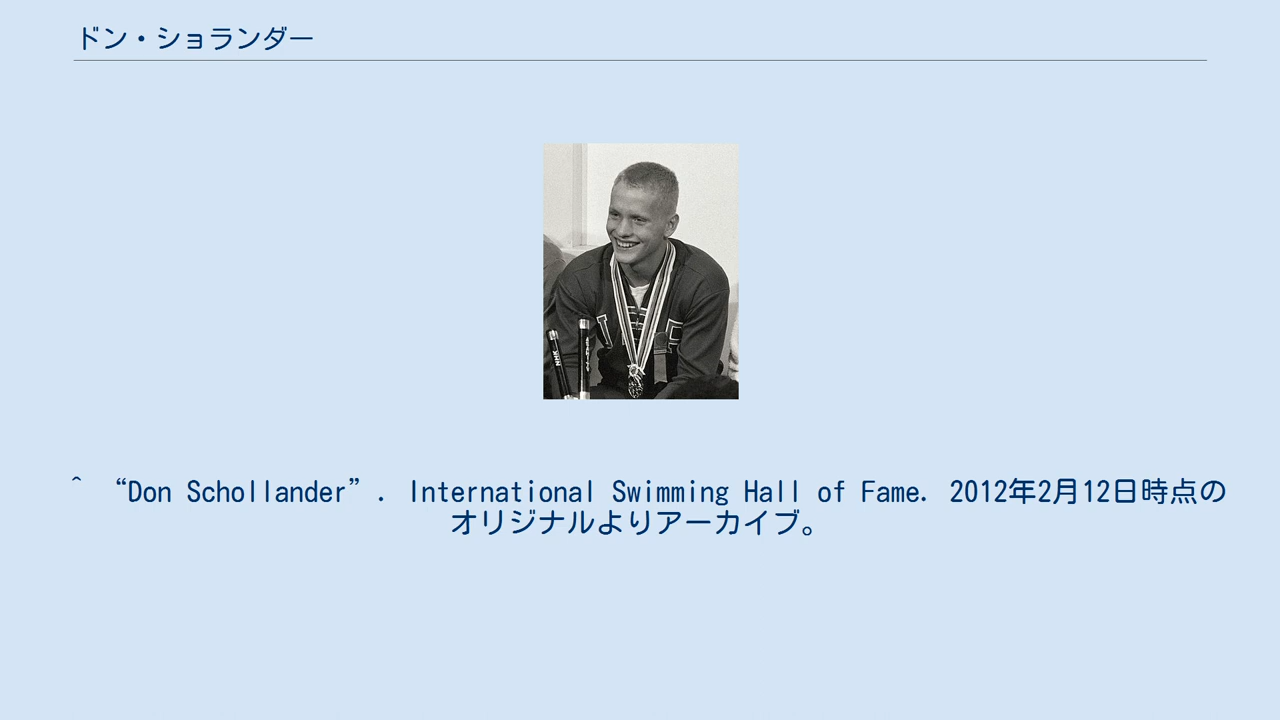 ドン・ショランダー
NHK
^ “Don Schollander”. International Swimming Hall of Fame. 2012年2月12日時点の
オリジナルよりアーカイブ。